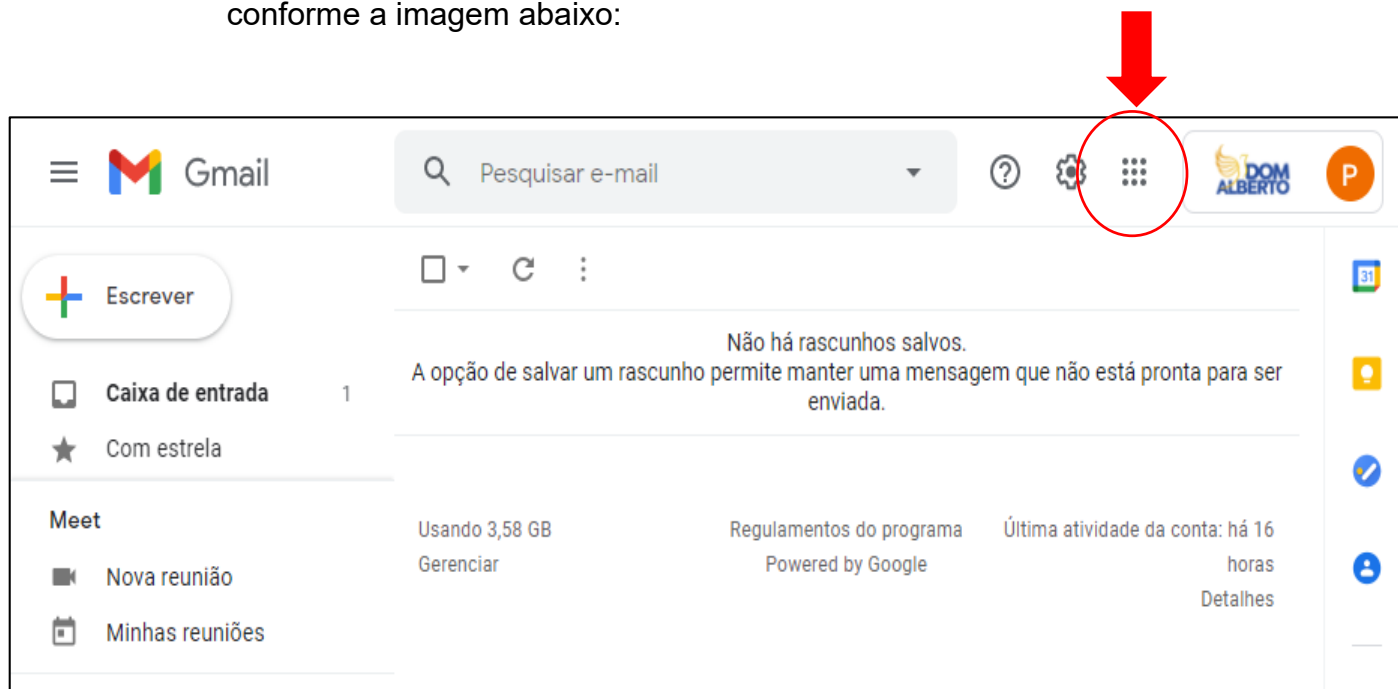 conforme a imagem abaixo:
Gmail
Pesquisar e-mail
DOM
ALBERTO
P
Escrever
31
Não há rascunhos salvos.
A opção de salvar um rascunho permite manter uma mensagem que não está pronta para ser
enviada.
Caixa de entrada 1
Com estrela
Meet
Nova reunião
Minhas reuniões
Usando 3,58 GB
Gerenciar
Regulamentos do programa
Powered by Google
Última atividade da conta: há 16
horas
Detalhes